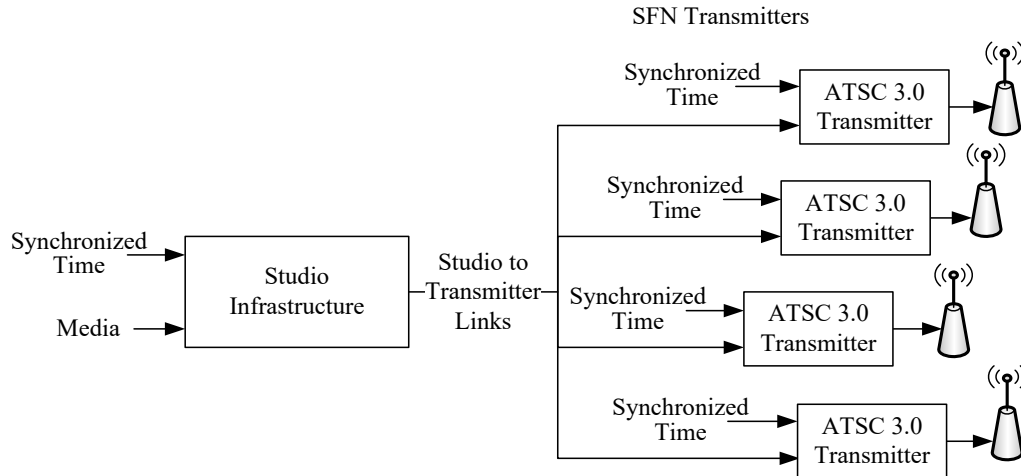 SFN Transmitters
Synchronized
Time
ATSC 3.0
Transmitter
Synchronized
Time
ATSC 3.0
Transmitter
Synchronized
Time
Studio
Infrastructure
Media
Studio to
Transmitter
Links
Synchronized
Time
ATSC 3.0
Transmitter
Synchronized
Time
ATSC 3.0
Transmitter